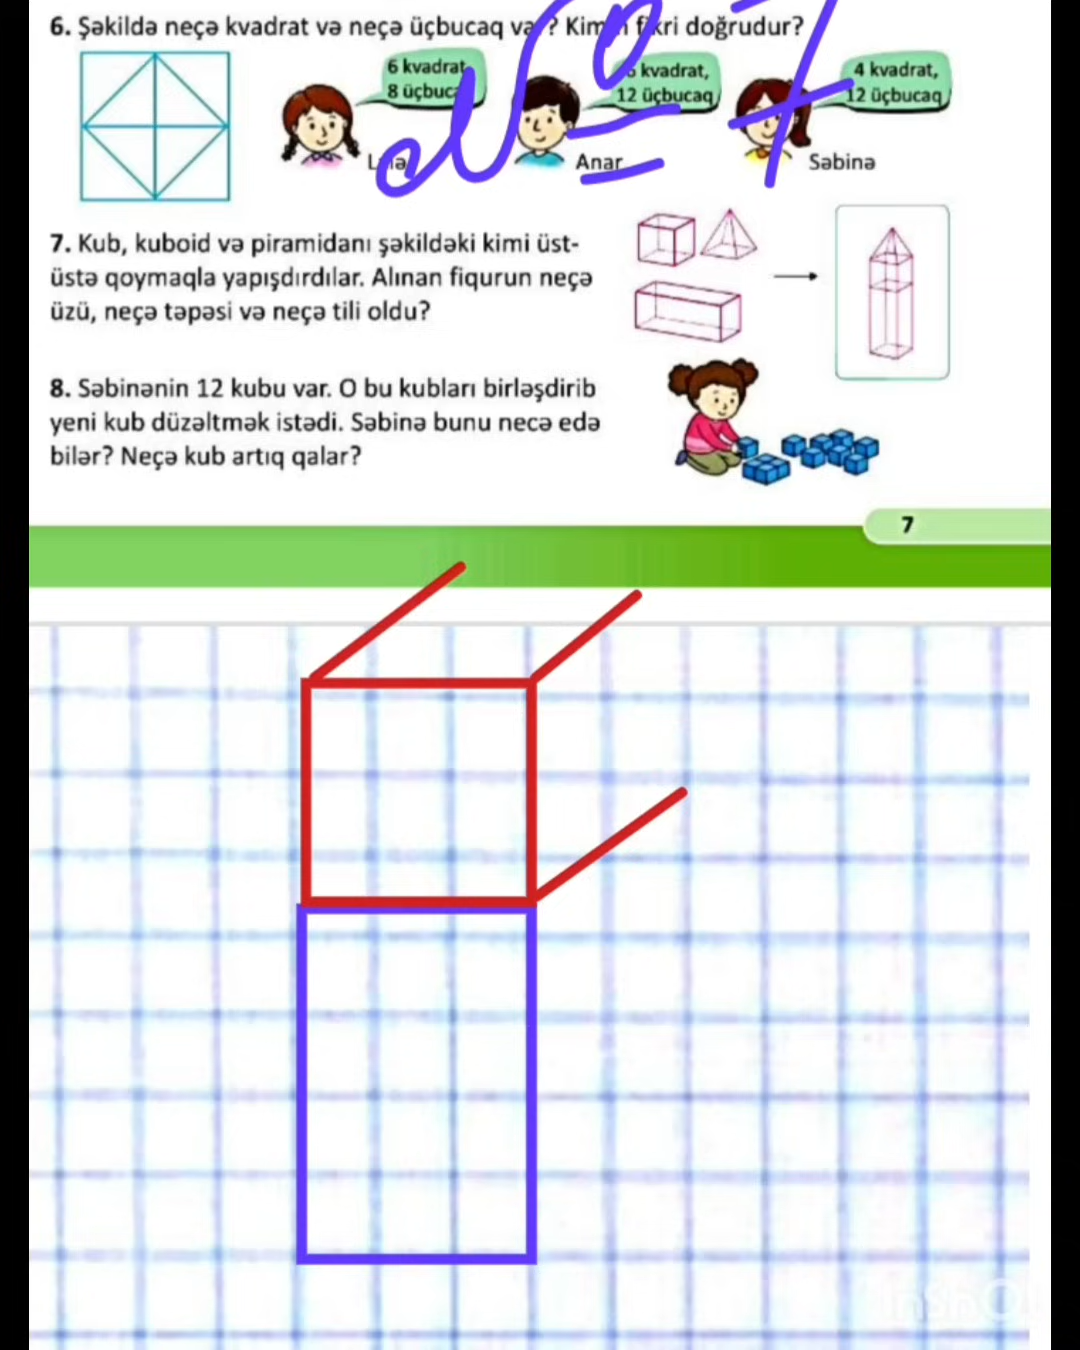 6. Şəkildə neçə kvadrat və neçə üçbucaq var? Kimin fikri doğrudur?
6 kvadrat,
8 üçbucaq
kvadrat,
12 üçbucaq
4 kvadrat,
12 üçbucaq
Lalə
Anar
Səbinə
№ 7
7. Kub, kuboid və piramidanı şəkildəki kimi üst-
üstə qoymaqla yapışdırdılar. Alınan fiqurun neçə
üzü, neçə təpəsi və neçə tili oldu?
8. Səbinənin 12 kubu var. O bu kubları birləşdirib
yeni kub düzəltmək istədi. Səbinə bunu necə edə
bilər? Neçə kub artıq qalar?
7